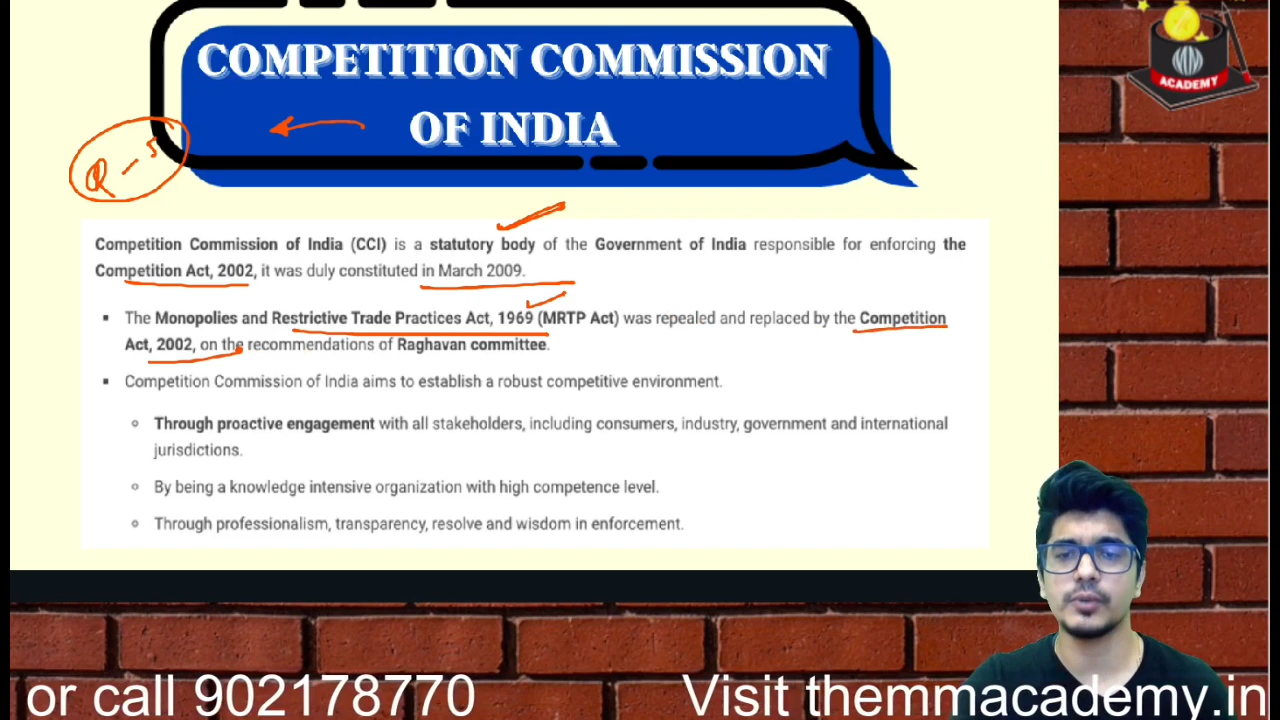 COMPETITION COMMISSION
OF INDIA
ACADEMY
Competition Commission of India (CCI) is a statutory body of the Government of India responsible for enforcing the
Competition Act, 2002, it was duly constituted in March 2009.
▪ The Monopolies and Restrictive Trade Practices Act, 1969 (MRTP Act) was repealed and replaced by the Competition
Act, 2002, on the recommendations of Raghavan committee.
▪ Competition Commission of India aims to establish a robust competitive environment.
○ Through proactive engagement with all stakeholders, including consumers, industry, government and international
jurisdictions.
○ By being a knowledge intensive organization with high competence level.
○ Through professionalism, transparency, resolve and wisdom in enforcement.
or call 902178770
Visit themmacademy.in